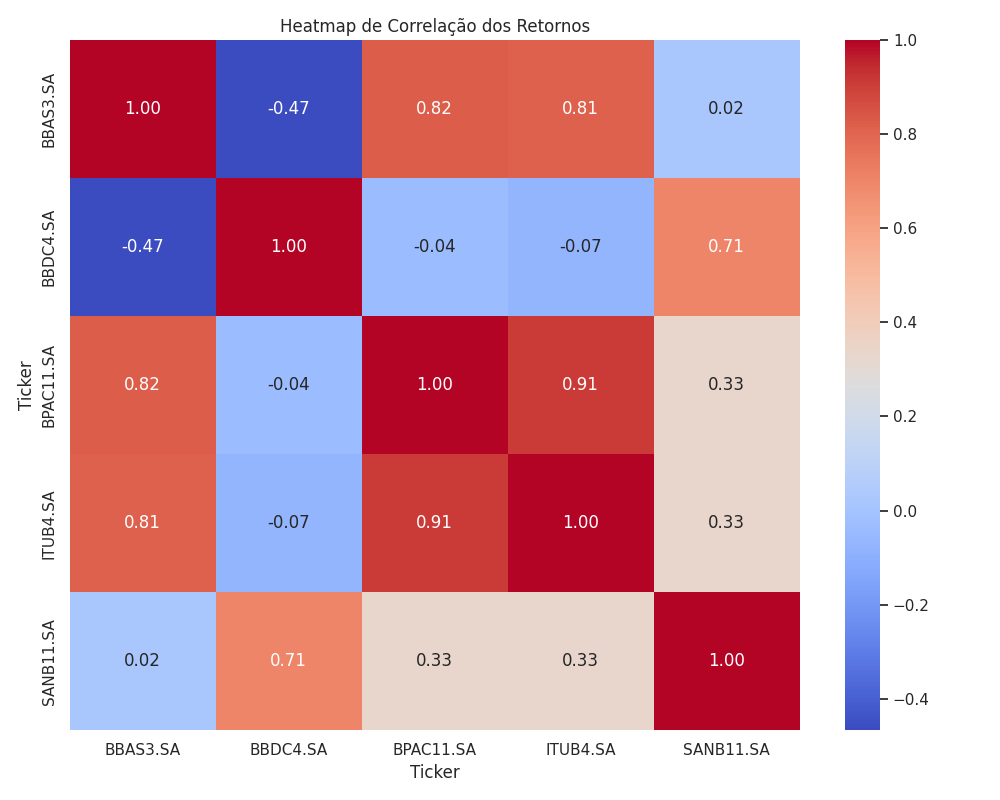 Heatmap de Correlação dos Retornos
BBAS3.SA 1.00 -0.47 0.82 0.81 0.02
BBDC4.SA -0.47 1.00 -0.04 -0.07 0.71
BPAC11.SA 0.82 -0.04 1.00 0.91 0.33
ITUB4.SA 0.81 -0.07 0.91 1.00 0.33
SANB11.SA 0.02 0.71 0.33 0.33 1.00
Ticker
BBAS3.SA BBDC4.SA BPAC11.SA ITUB4.SA SANB11.SA
Ticker
1.0
0.8
0.6
0.4
0.2
0.0
−0.2
−0.4